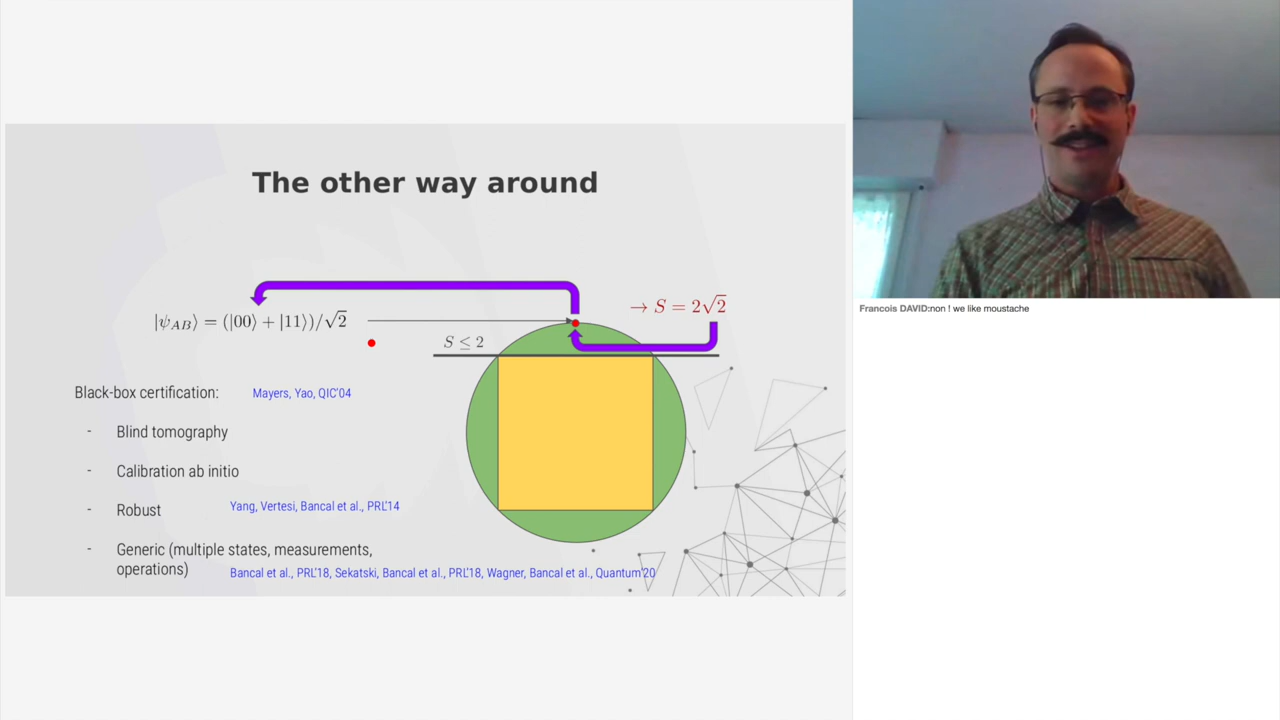 The other way around
→ S = 2√2
|ψ_AB⟩ = (|00⟩ + |11⟩)/√2
S ≤ 2
Black-box certification: Mayers, Yao, QIC'04
- Blind tomography
- Calibration ab initio
- Robust Yang, Vertesi, Bancal et al., PRL'14
- Generic (multiple states, measurements,
operations) Bancal et al., PRL'18, Sekatski, Bancal et al., PRL'18, Wagner, Bancal et al., Quantum'20
Francois DAVID:non ! we like moustache